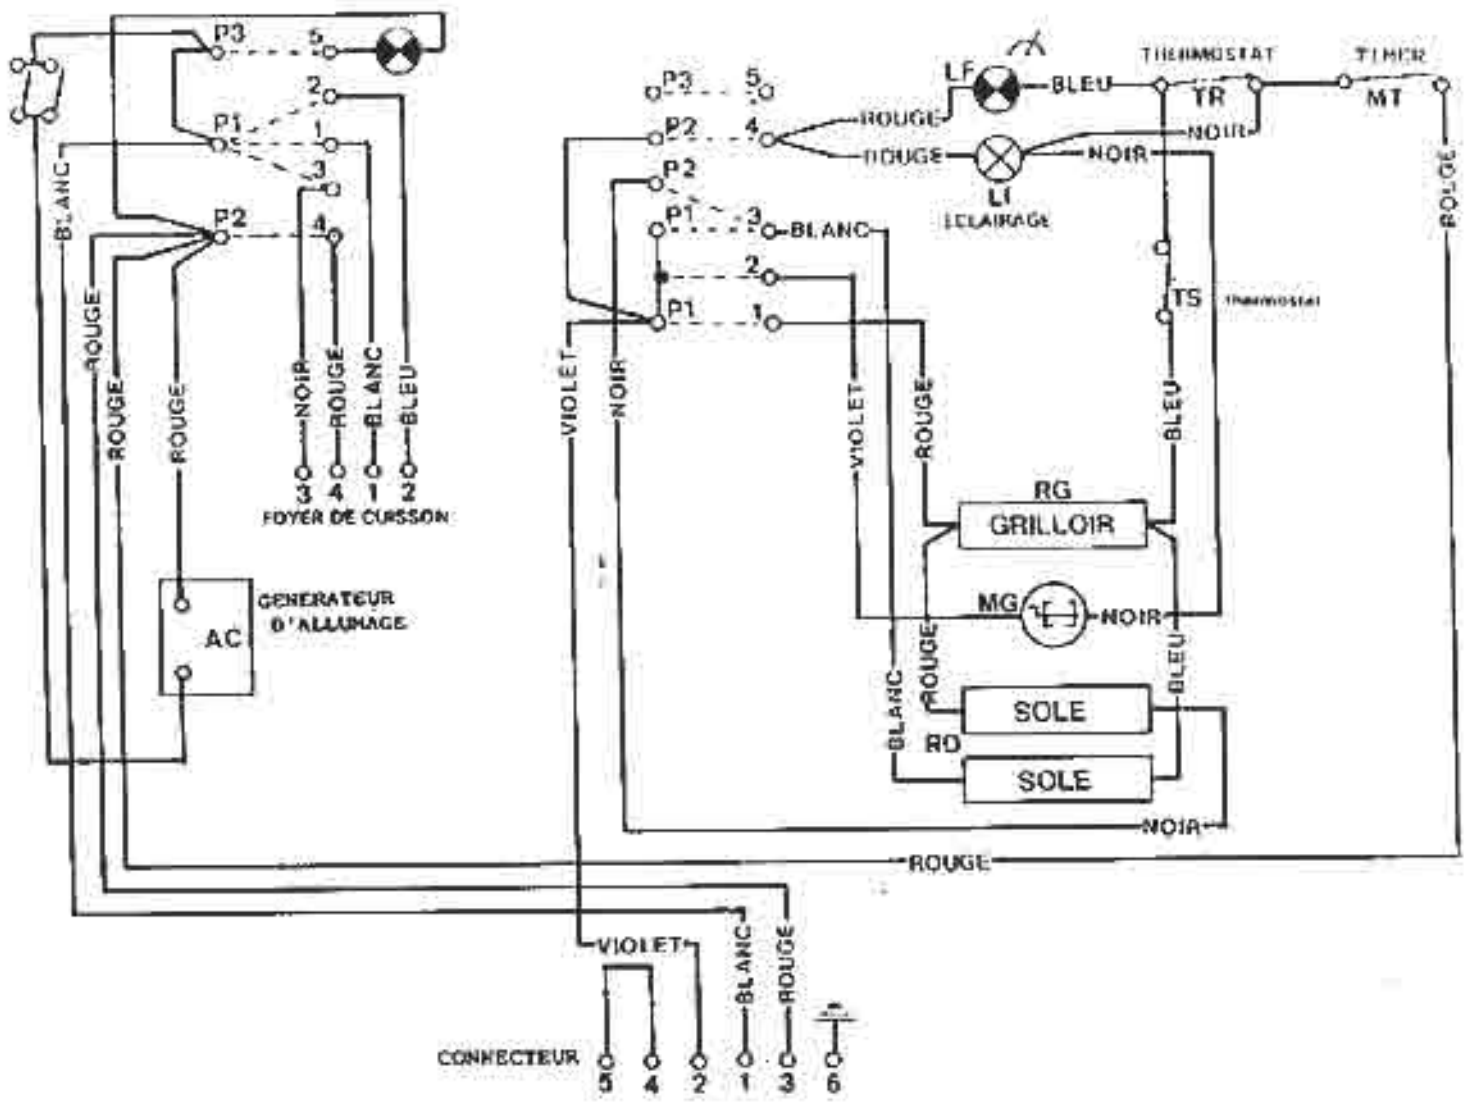 P3
5
2
P1
1
3
P2
4
BLANC
ROUGE
ROUGE
ROUGE
NOIR
ROUGE
BLANC
BLEU
3
4
1
2
FOYER DE CUISSON
GENERATEUR
D'ALLUMAGE
AC
P3
5
P2
4
P2
P1
3
BLANC
2
P1
1
ROUGE
ROUGE
LF
BLEU
THERMOSTAT
TR
TIMER
MT
NOIR
NOIR
LI
ECLAIRAGE
ROUGE
TS
thermostat
VIOLET
NOIR
VIOLET
ROUGE
BLEU
RG
GRILLOIR
MG
NOIR
ROUGE
BLEU
BLANC
SOLE
RD
SOLE
NOIR
ROUGE
VIOLET
BLANC
ROUGE
CONNECTEUR
5
4
2
1
3
6